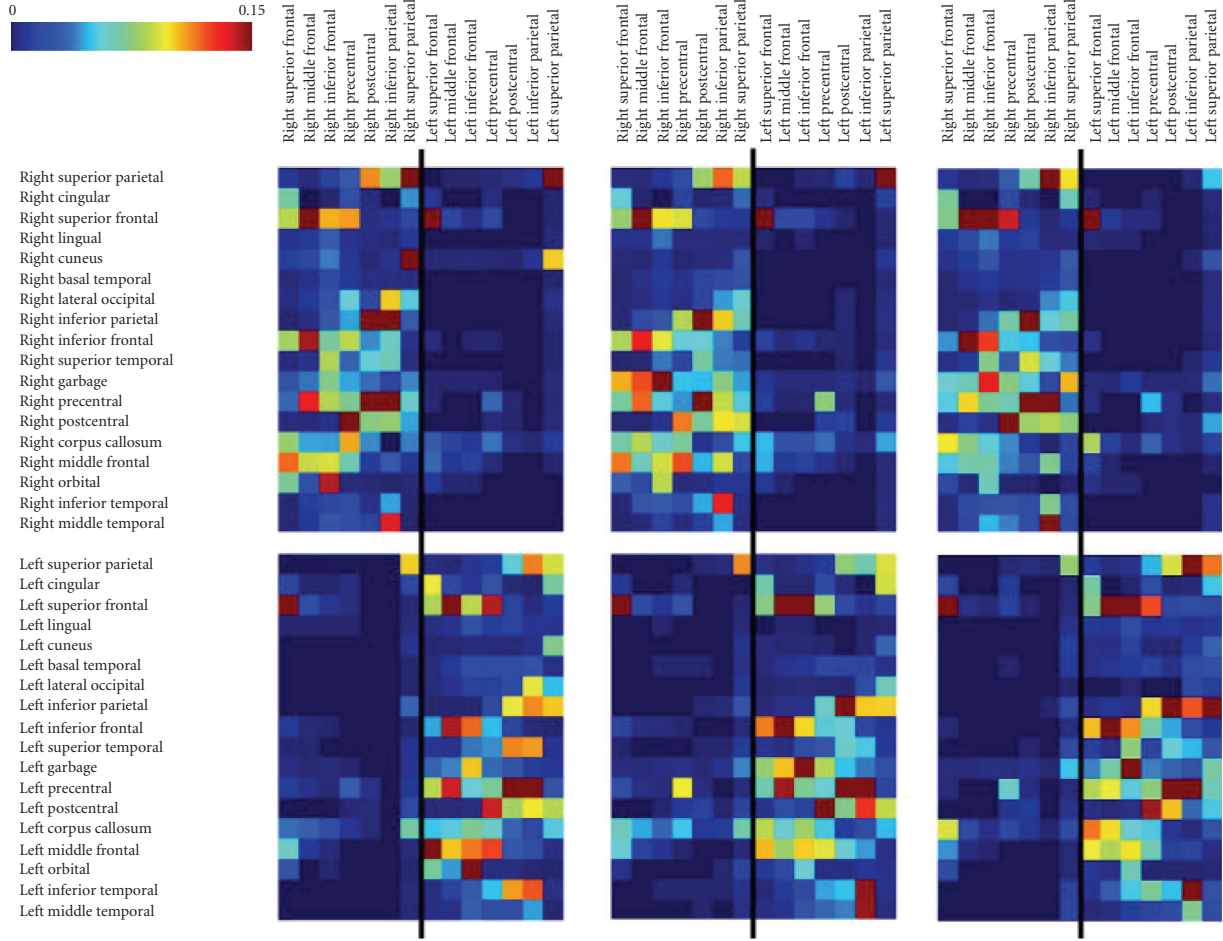 0 0.15
Right superior frontal
Right middle frontal
Right inferior frontal
Right precentral
Right postcentral
Right inferior parietal
Right superior parietal
Left superior frontal
Left middle frontal
Left inferior frontal
Left precentral
Left postcentral
Left inferior parietal
Left superior parietal
Right superior frontal
Right middle frontal
Right inferior frontal
Right precentral
Right postcentral
Right inferior parietal
Right superior parietal
Left superior frontal
Left middle frontal
Left inferior frontal
Left precentral
Left postcentral
Left inferior parietal
Left superior parietal
Right superior frontal
Right middle frontal
Right inferior frontal
Right precentral
Right postcentral
Right inferior parietal
Right superior parietal
Left superior frontal
Left middle frontal
Left inferior frontal
Left precentral
Left postcentral
Left inferior parietal
Left superior parietal
Right superior parietal
Right cingular
Right superior frontal
Right lingual
Right cuneus
Right basal temporal
Right lateral occipital
Right inferior parietal
Right inferior frontal
Right superior temporal
Right garbage
Right precentral
Right postcentral
Right corpus callosum
Right middle frontal
Right orbital
Right inferior temporal
Right middle temporal
Left superior parietal
Left cingular
Left superior frontal
Left lingual
Left cuneus
Left basal temporal
Left lateral occipital
Left inferior parietal
Left inferior frontal
Left superior temporal
Left garbage
Left precentral
Left postcentral
Left corpus callosum
Left middle frontal
Left orbital
Left inferior temporal
Left middle temporal